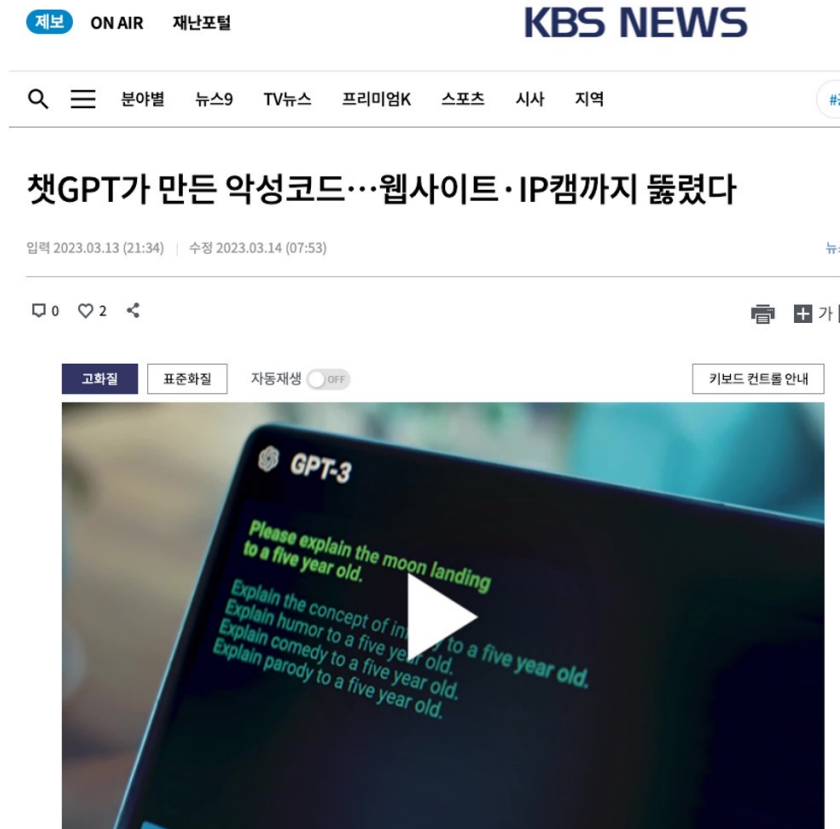 제보 ON AIR 재난포털 KBS NEWS
분야별 뉴스9 TV뉴스 프리미엄K 스포츠 시사 지역
챗GPT가 만든 악성코드…웹사이트·IP캠까지 뚫렸다
입력 2023.03.13 (21:34) 수정 2023.03.14 (07:53)
0 2 가
고화질 표준화질 자동재생 OFF 키보드 컨트롤 안내
GPT-3
Please explain the moon landing
to a five year old.
Explain the concept of to a five year old.
Explain humor to a five year old.
Explain comedy to a five year old.
Explain parody to a five year old.